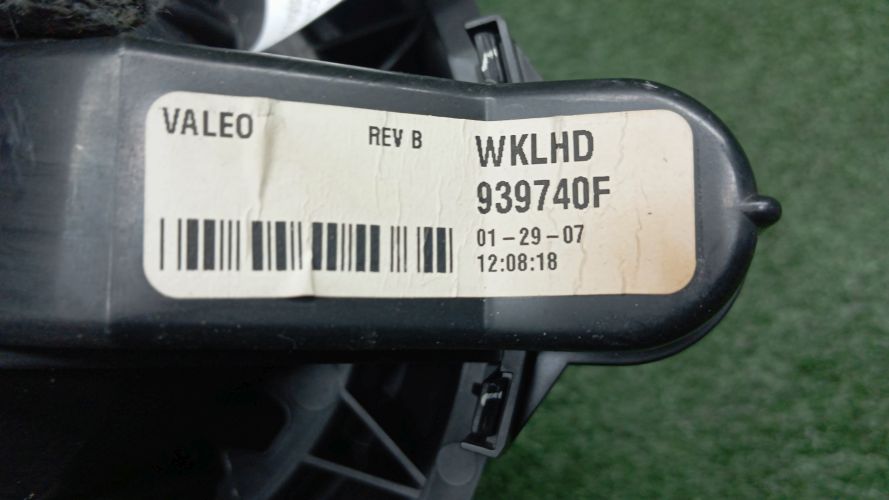 VALEO
REV B
WKLHD
939740F
01-29-07
12:08:18